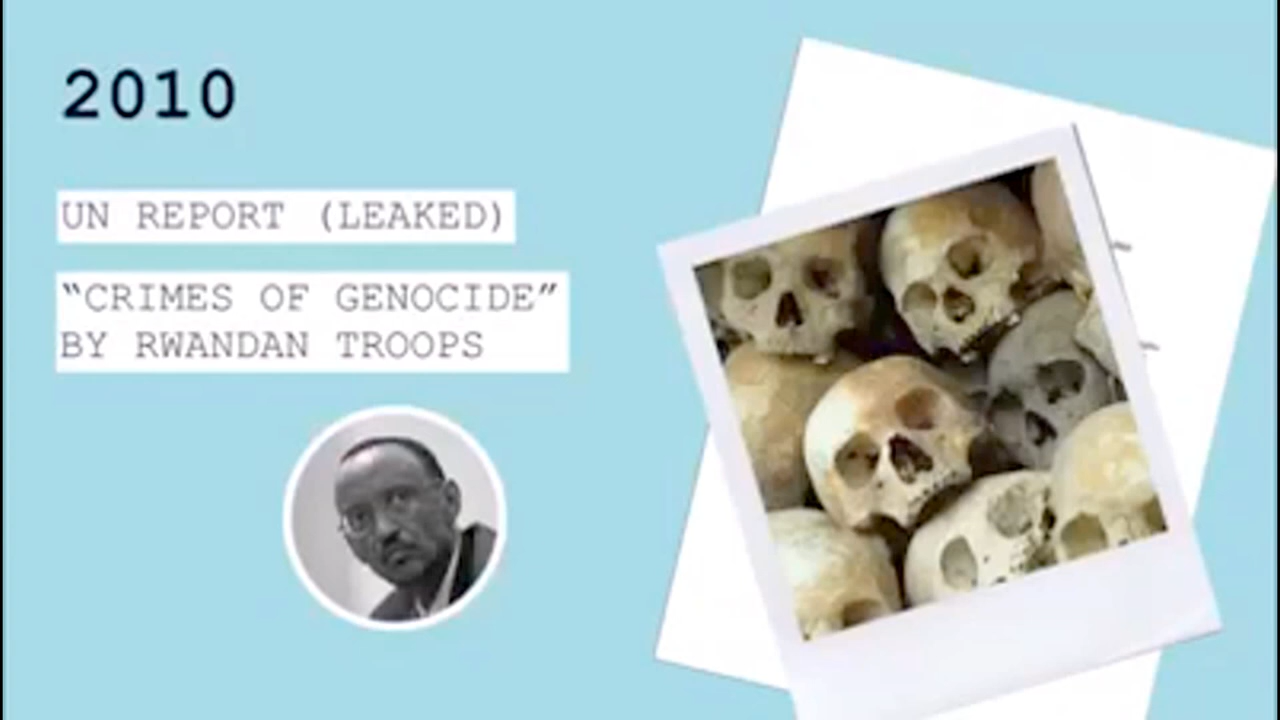 2010
UN REPORT (LEAKED)
“CRIMES OF GENOCIDE”
BY RWANDAN TROOPS